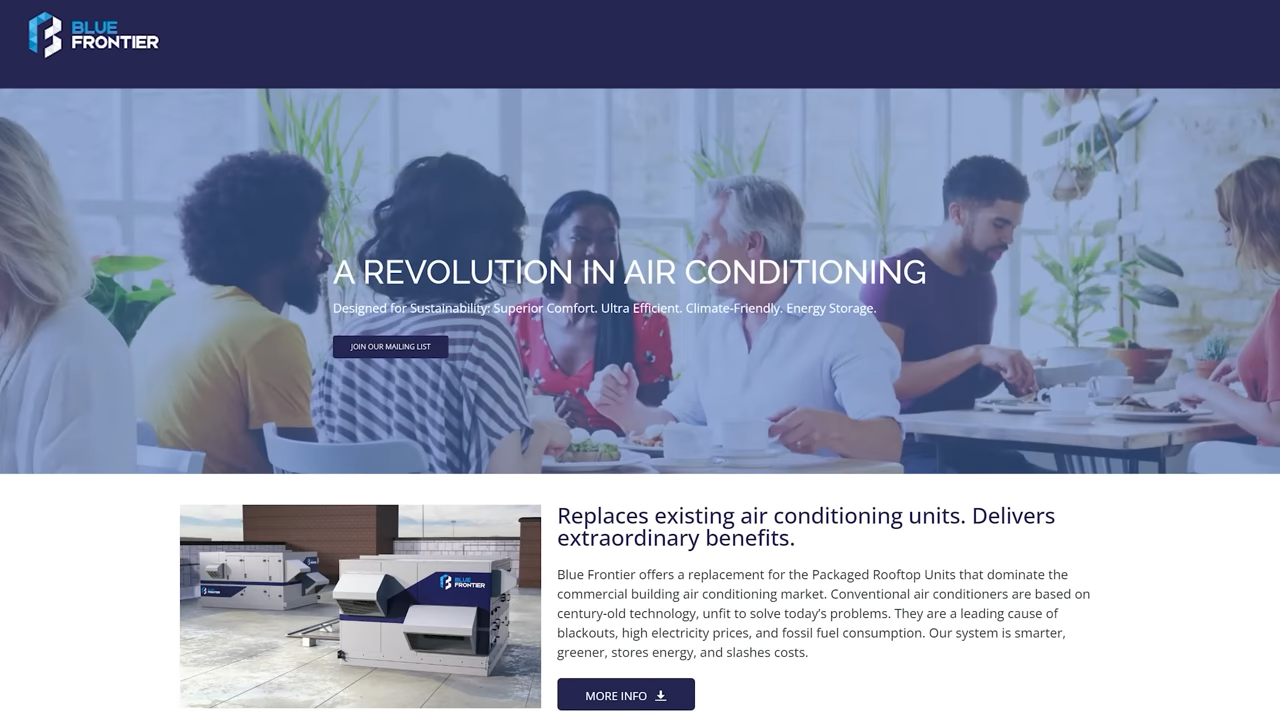 BLUE
FRONTIER
A REVOLUTION IN AIR CONDITIONING
Designed for Sustainability: Superior Comfort. Ultra Efficient. Climate-Friendly. Energy Storage.
JOIN OUR MAILING LIST
BLUE
FRONTIER
Replaces existing air conditioning units. Delivers
extraordinary benefits.
Blue Frontier offers a replacement for the Packaged Rooftop Units that dominate the
commercial building air conditioning market. Conventional air conditioners are based on
century-old technology, unfit to solve today’s problems. They are a leading cause of
blackouts, high electricity prices, and fossil fuel consumption. Our system is smarter,
greener, stores energy, and slashes costs.
MORE INFO